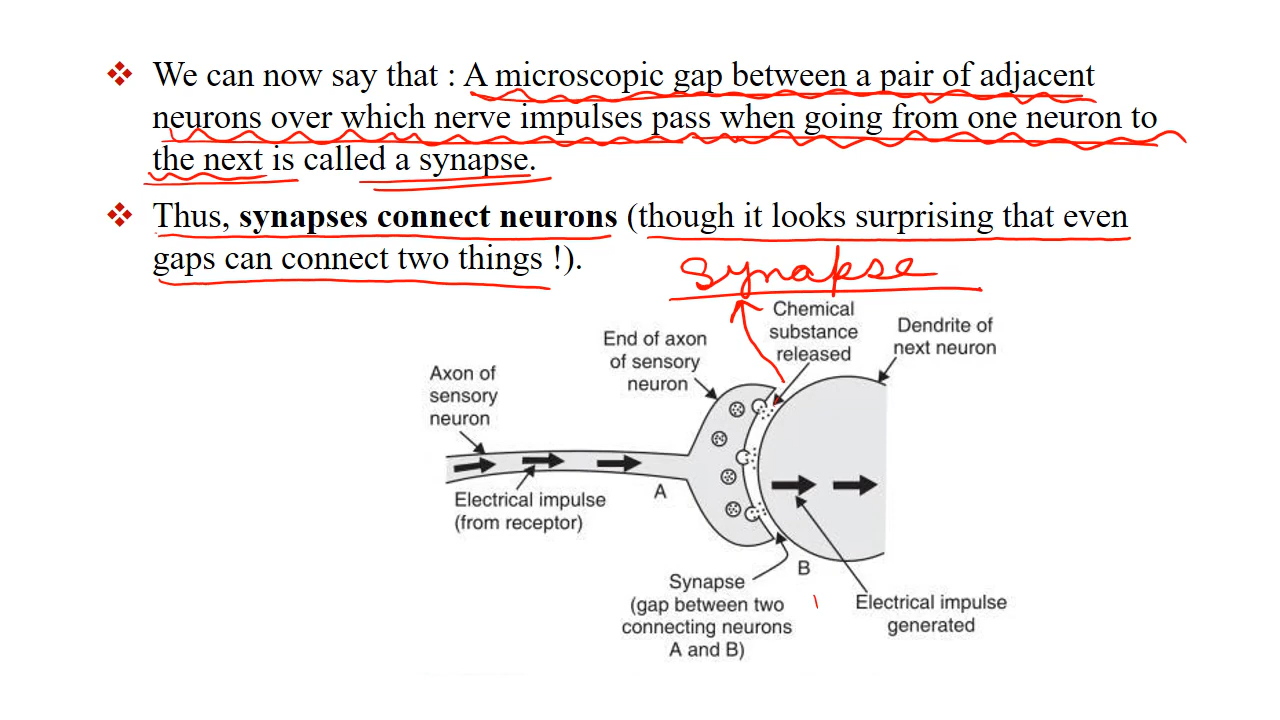 ❖ We can now say that : A microscopic gap between a pair of adjacent
neurons over which nerve impulses pass when going from one neuron to
the next is called a synapse.
❖ Thus, synapses connect neurons (though it looks surprising that even
gaps can connect two things !).
Synapse
Chemical
substance
released
Dendrite of
next neuron
End of axon
of sensory
neuron
Axon of
sensory
neuron
Electrical impulse
(from receptor)
A
B
Synapse
(gap between two
connecting neurons
A and B)
Electrical impulse
generated